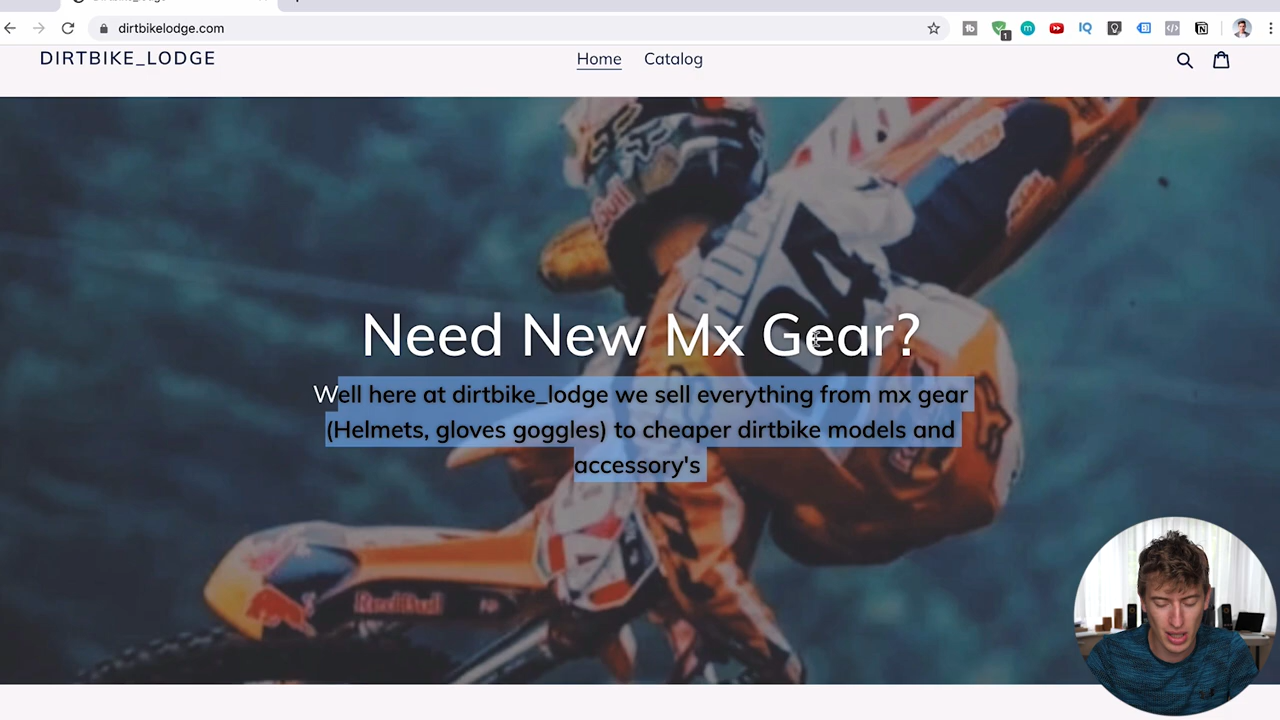 dirtbikelodge.com
DIRTBIKE_LODGE
Home Catalog
Need New Mx Gear?
Well here at dirtbike_lodge we sell everything from mx gear
(Helmets, gloves goggles) to cheaper dirtbike models and
accessory's
RedBull